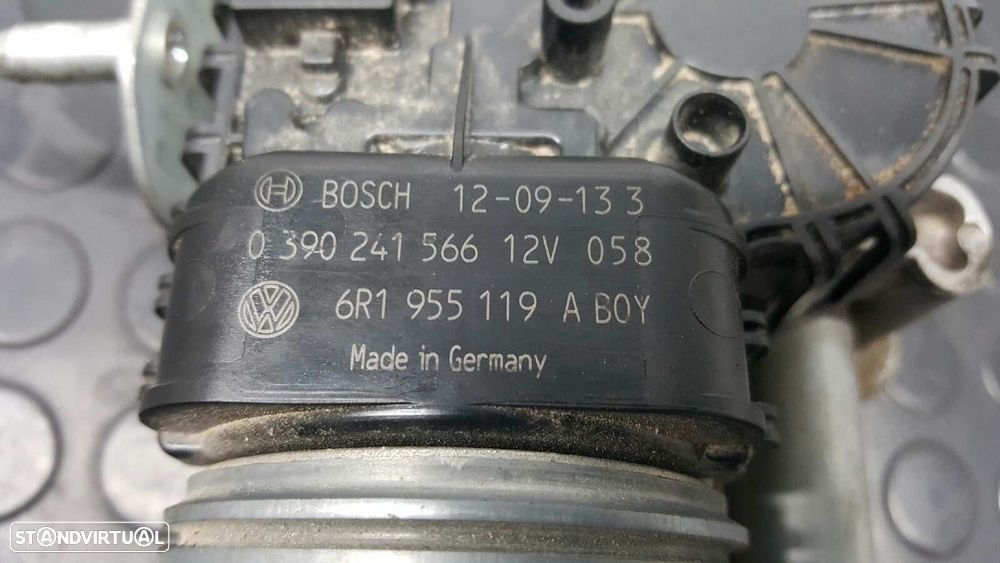 BOSCH 12-09-13 3
0 390 241 566 12V 058
VW 6R1 955 119 A BOY
Made in Germany
STANDVIRTUAL